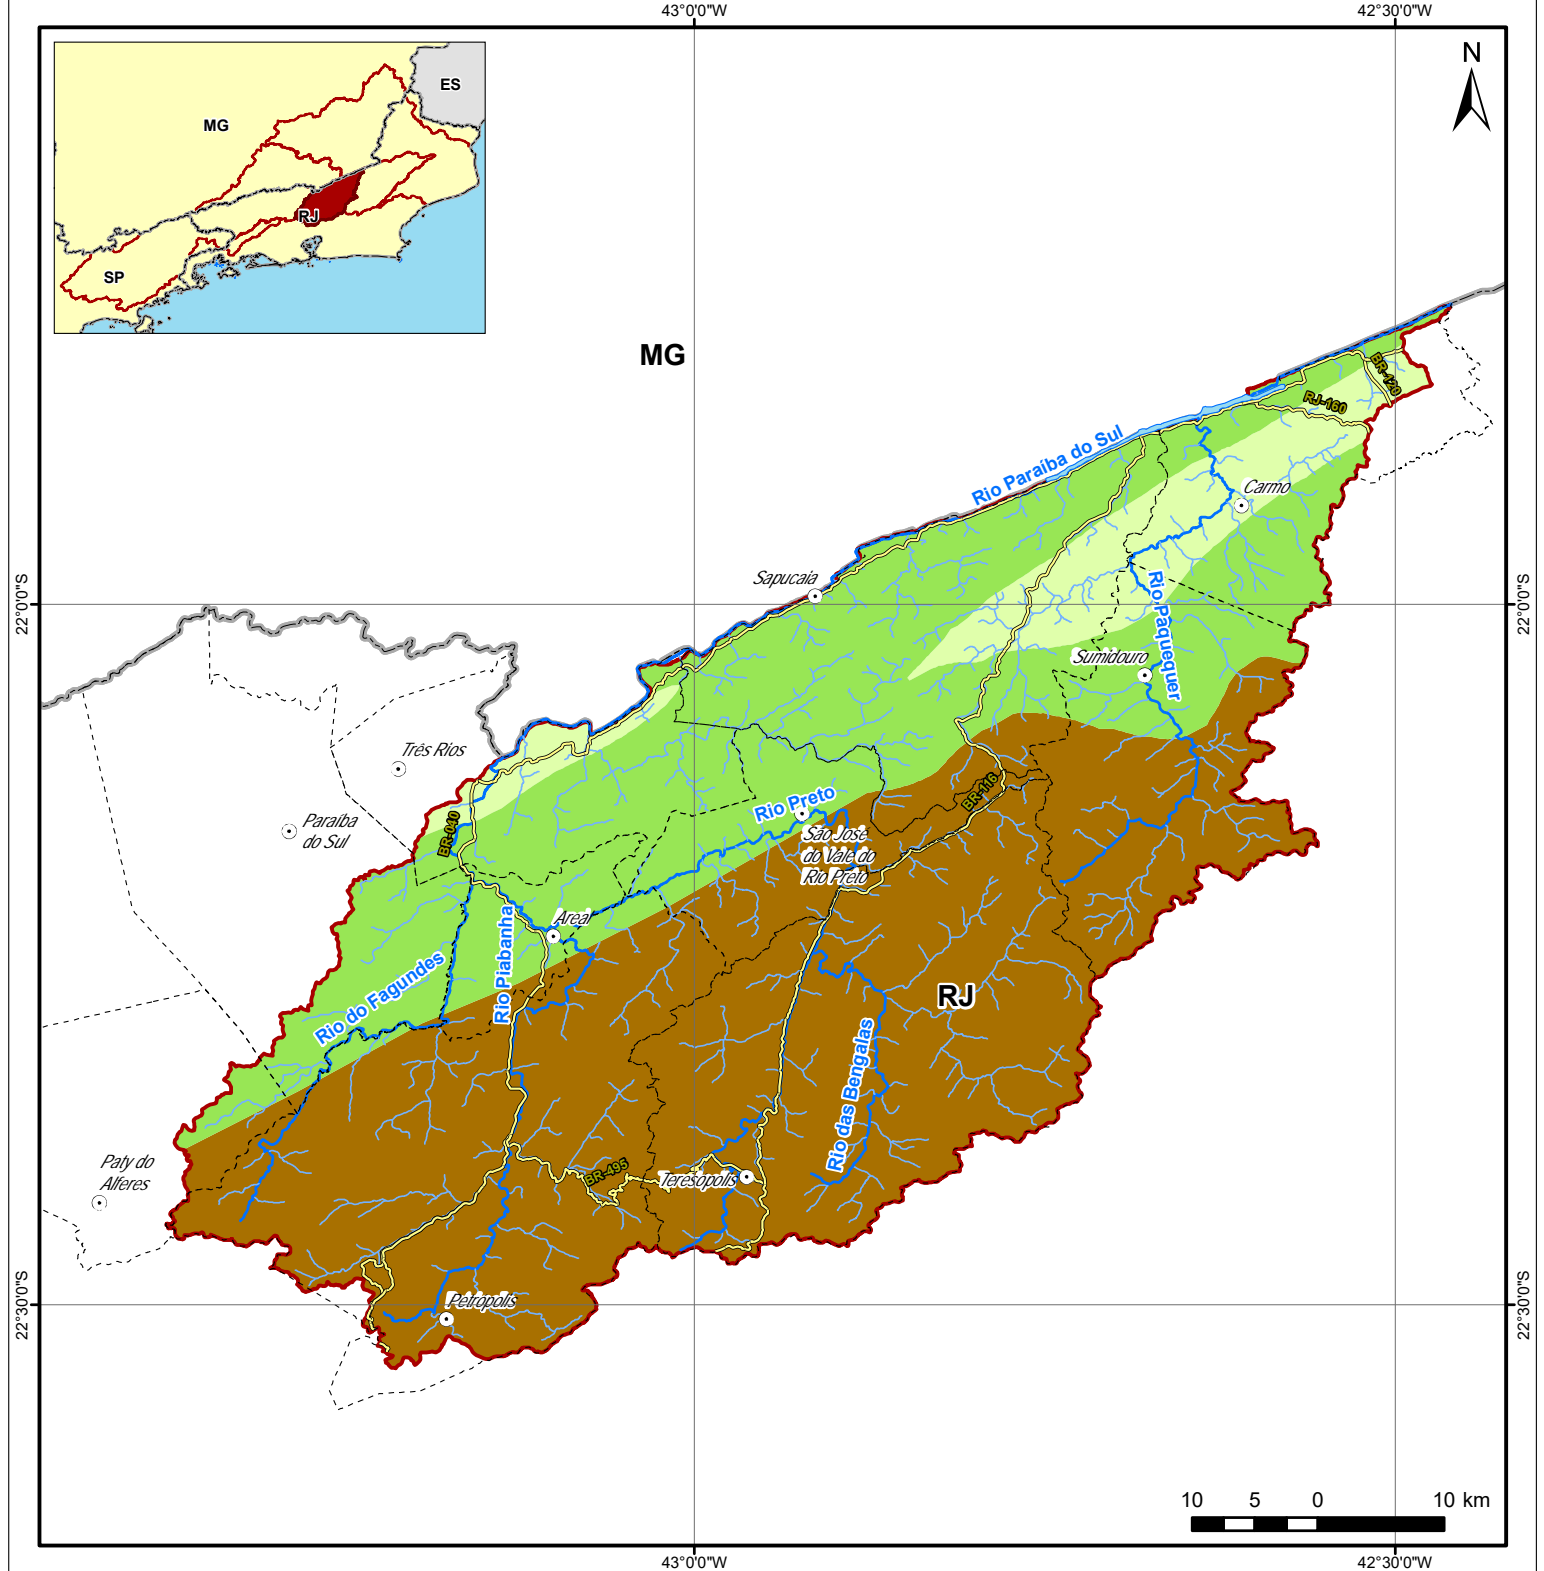 43°0'0"W
42°30'0"W
N
ES
MG
RJ
SP
MG
BR-120
RJ-160
Rio Paraíba do Sul
Carmo
Sapucaia
22°0'0"S
22°0'0"S
Rio Paquequer
Sumidouro
Três Rios
Rio Preto
BR-116
Paraíba
do Sul
BR-040
São José
do Vale do
Rio Preto
Areal
Rio Piabanha
Rio do Fagundes
RJ
Rio das Bengalas
Paty do
Alferes
BR-495
Teresópolis
Petrópolis
22°30'0"S
22°30'0"S
10 5 0 10 km
43°0'0"W
42°30'0"W